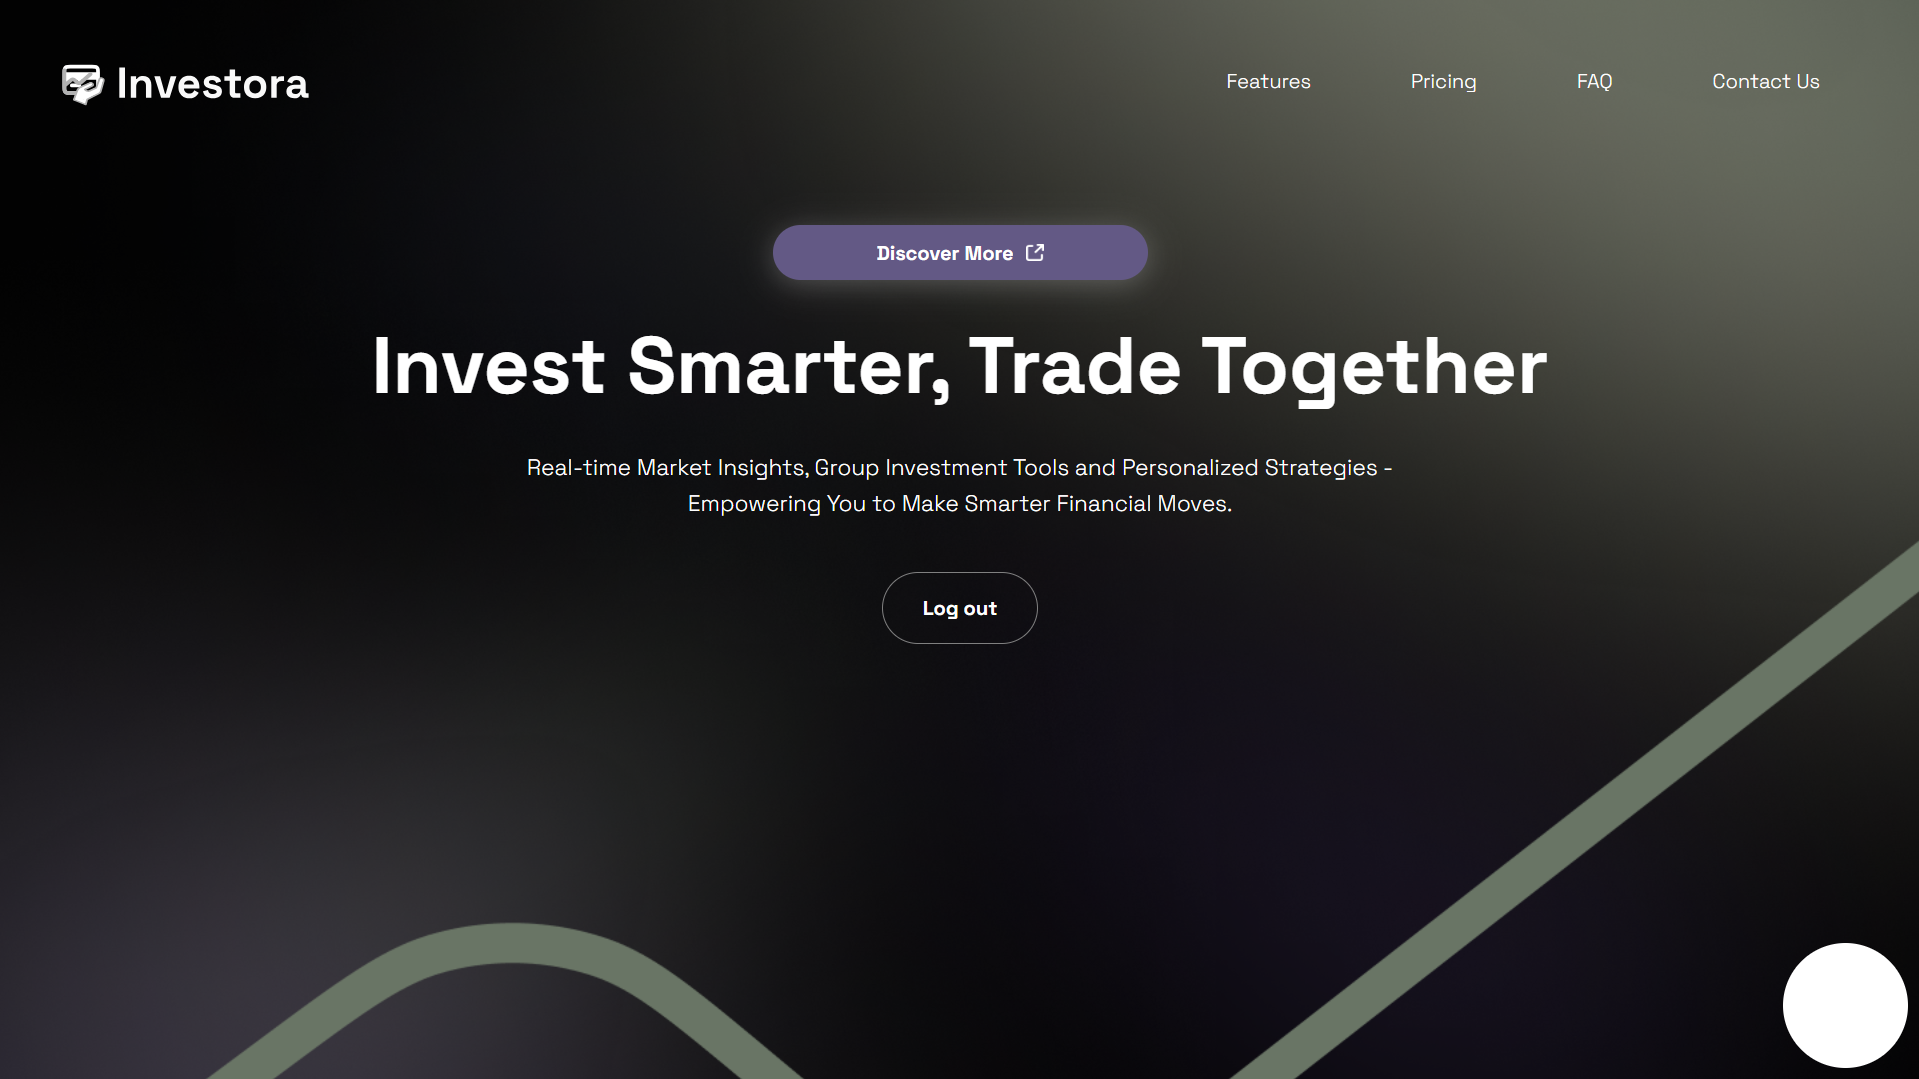 Investora
Features
Pricing
FAQ
Contact Us
Discover More
Invest Smarter, Trade Together
Real-time Market Insights, Group Investment Tools and Personalized Strategies -
Empowering You to Make Smarter Financial Moves.
Log out